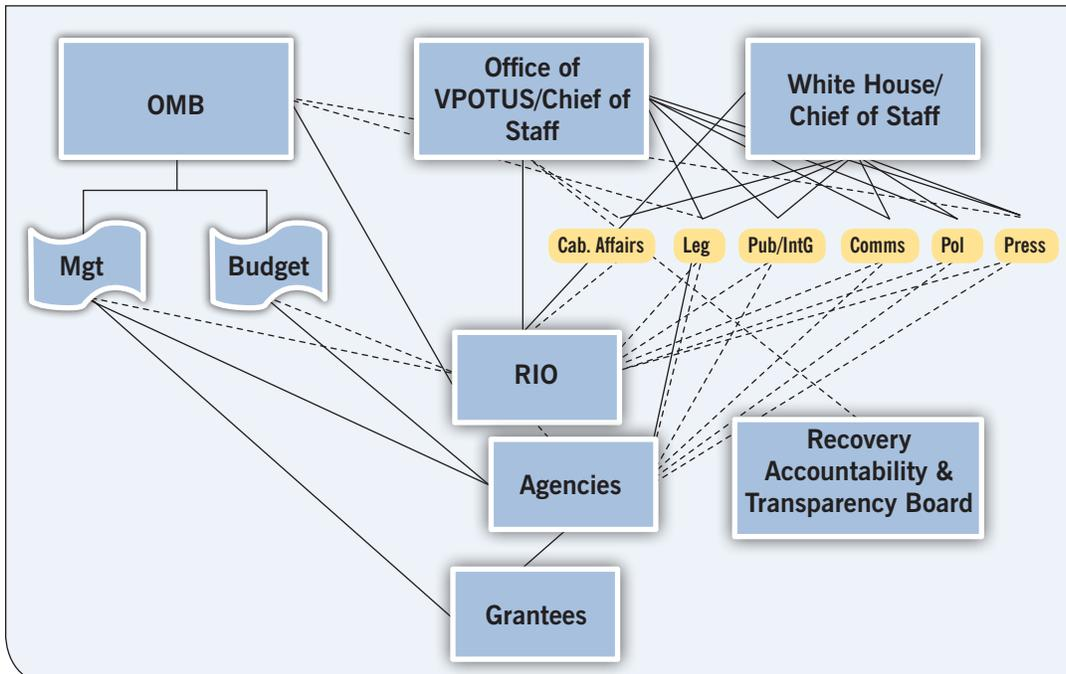 OMB
Office of
VPOTUS/Chief of
Staff
White House/
Chief of Staff
Mgt
Budget
Cab. Affairs
Leg
Pub/IntG
Comms
Pol
Press
RIO
Agencies
Recovery
Accountability &
Transparency Board
Grantees